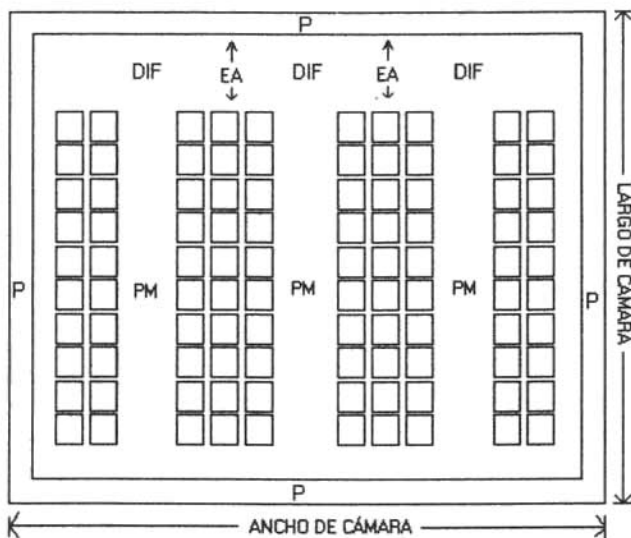 P
DIF EA DIF EA DIF
P PM PM PM P
LARGO DE CÁMARA
P
ANCHO DE CÁMARA